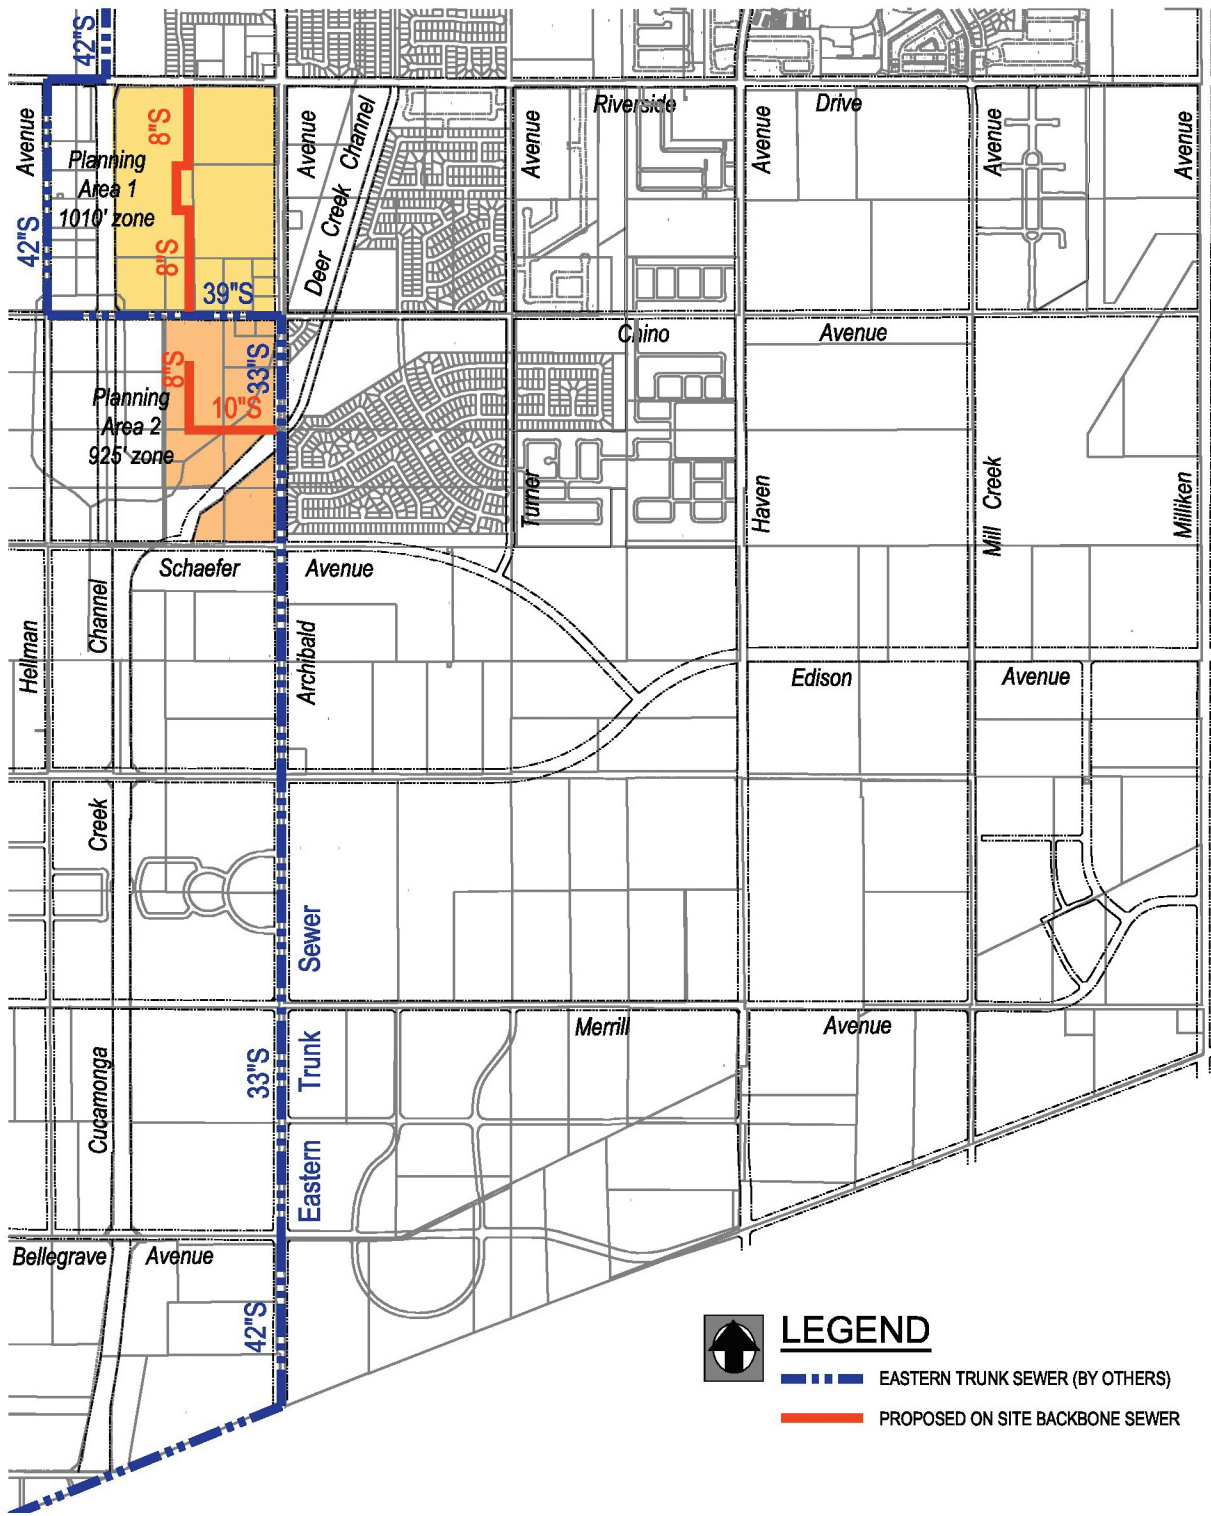 42"S
Riverside
Drive
Avenue
Avenue
Avenue
Avenue
Avenue
Avenue
8"S
Deer Creek Channel
Planning
Area 1
1010' zone
42"S
8"S
39"S
Chino
Avenue
8"S
33"S
10"S
Planning
Area 2
925' zone
Turner
Haven
Mill Creek
Milliken
Schaefer
Avenue
Hellman
Channel
Archibald
Edison
Avenue
Creek
Sewer
Merrill
Avenue
Cucamonga
33"S
Trunk
Eastern
Bellegrave
Avenue
42"S
LEGEND
EASTERN TRUNK SEWER (BY OTHERS)
PROPOSED ON SITE BACKBONE SEWER